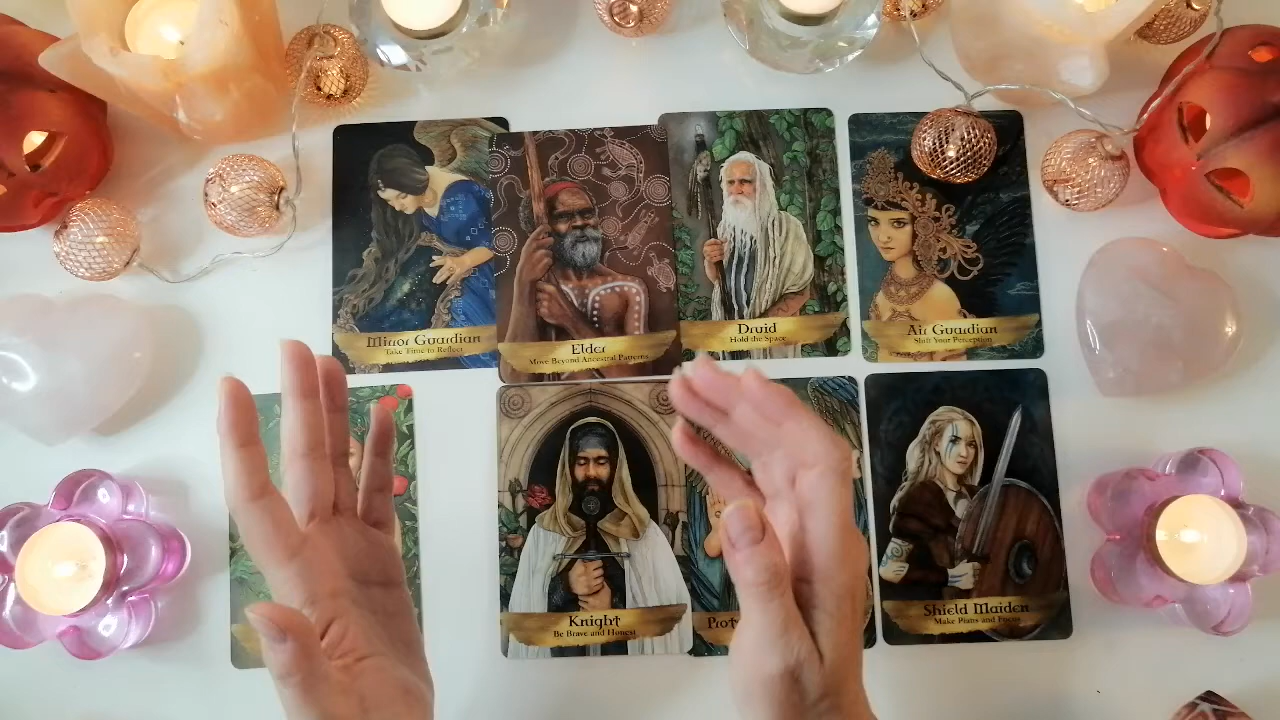 Minor Guardian
Take Time to Reflect
Elder
Move Beyond Ancestral Patterns
Druid
Hold the Space
Air Guardian
Shift Your Perception
Knight
Be Brave and Honest
Shield Maiden
Make Plans and Focus